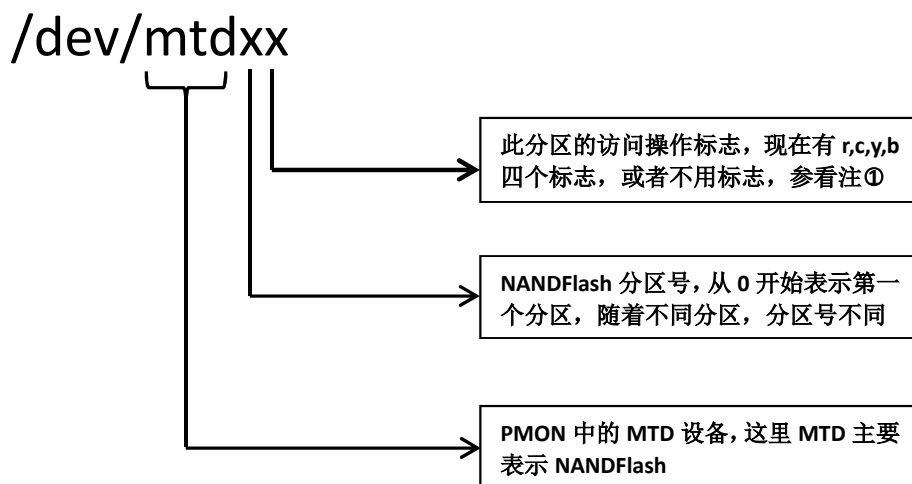 /dev/mtdxx
此分区的访问操作标志，现在有 r,c,y,b
四个标志，或者不用标志，参看注①
NANDFlash 分区号，从 0 开始表示第一
个分区，随着不同分区，分区号不同
PMON 中的 MTD 设备，这里 MTD 主要
表示 NANDFlash